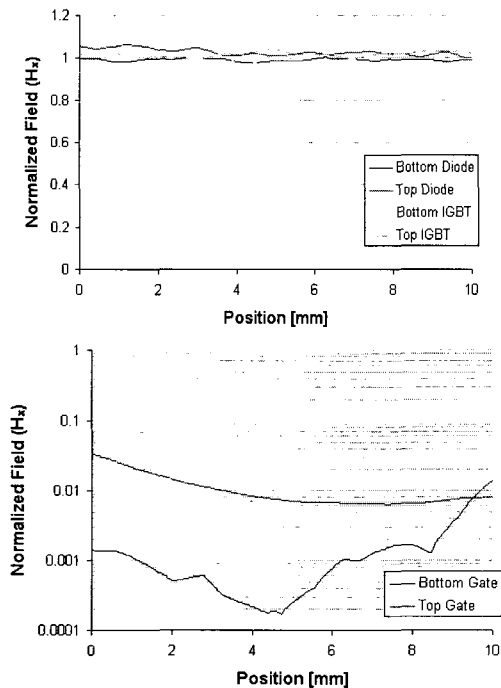 Normalized Field (Hx)
1.2
1
0.8
0.6
0.4
0.2
0
Bottom Diode
Top Diode
Bottom IGBT
Top IGBT
0 2 4 6 8 10
Position [mm]
Normalized Field (Hx)
1
0.1
0.01
0.001
0.0001
Bottom Gate
Top Gate
0 2 4 6 8 10
Position [mm]